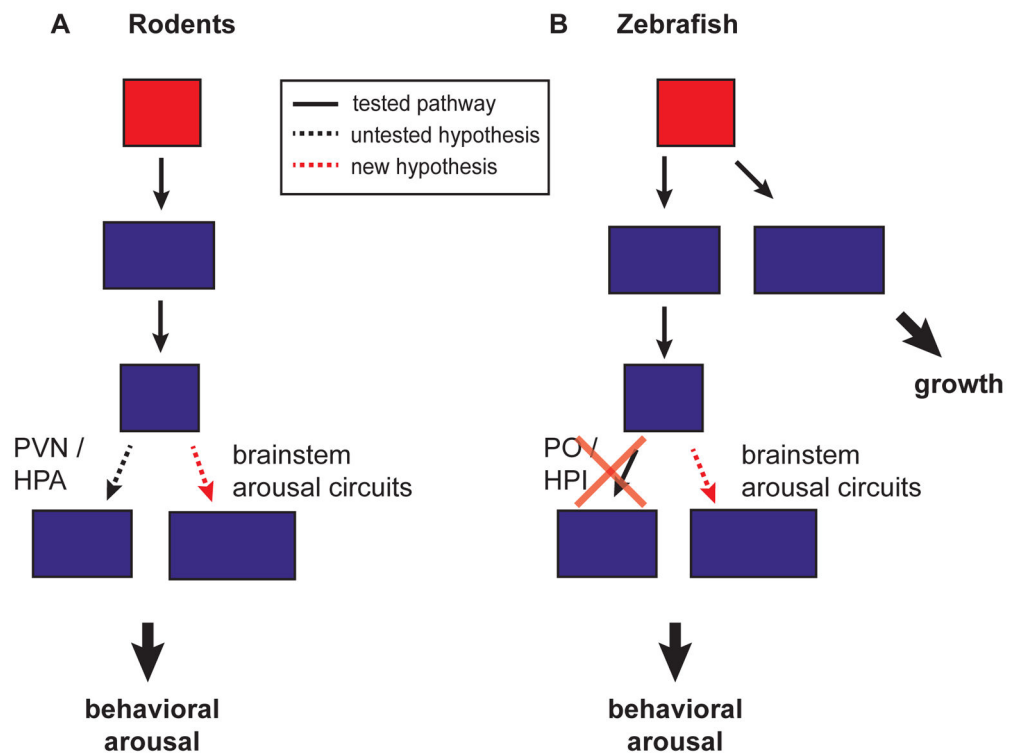 A Rodents
B Zebrafish
tested pathway
untested hypothesis
new hypothesis
growth
PVN /
HPA
brainstem
arousal circuits
PO /
HPI
brainstem
arousal circuits
behavioral
arousal
behavioral
arousal